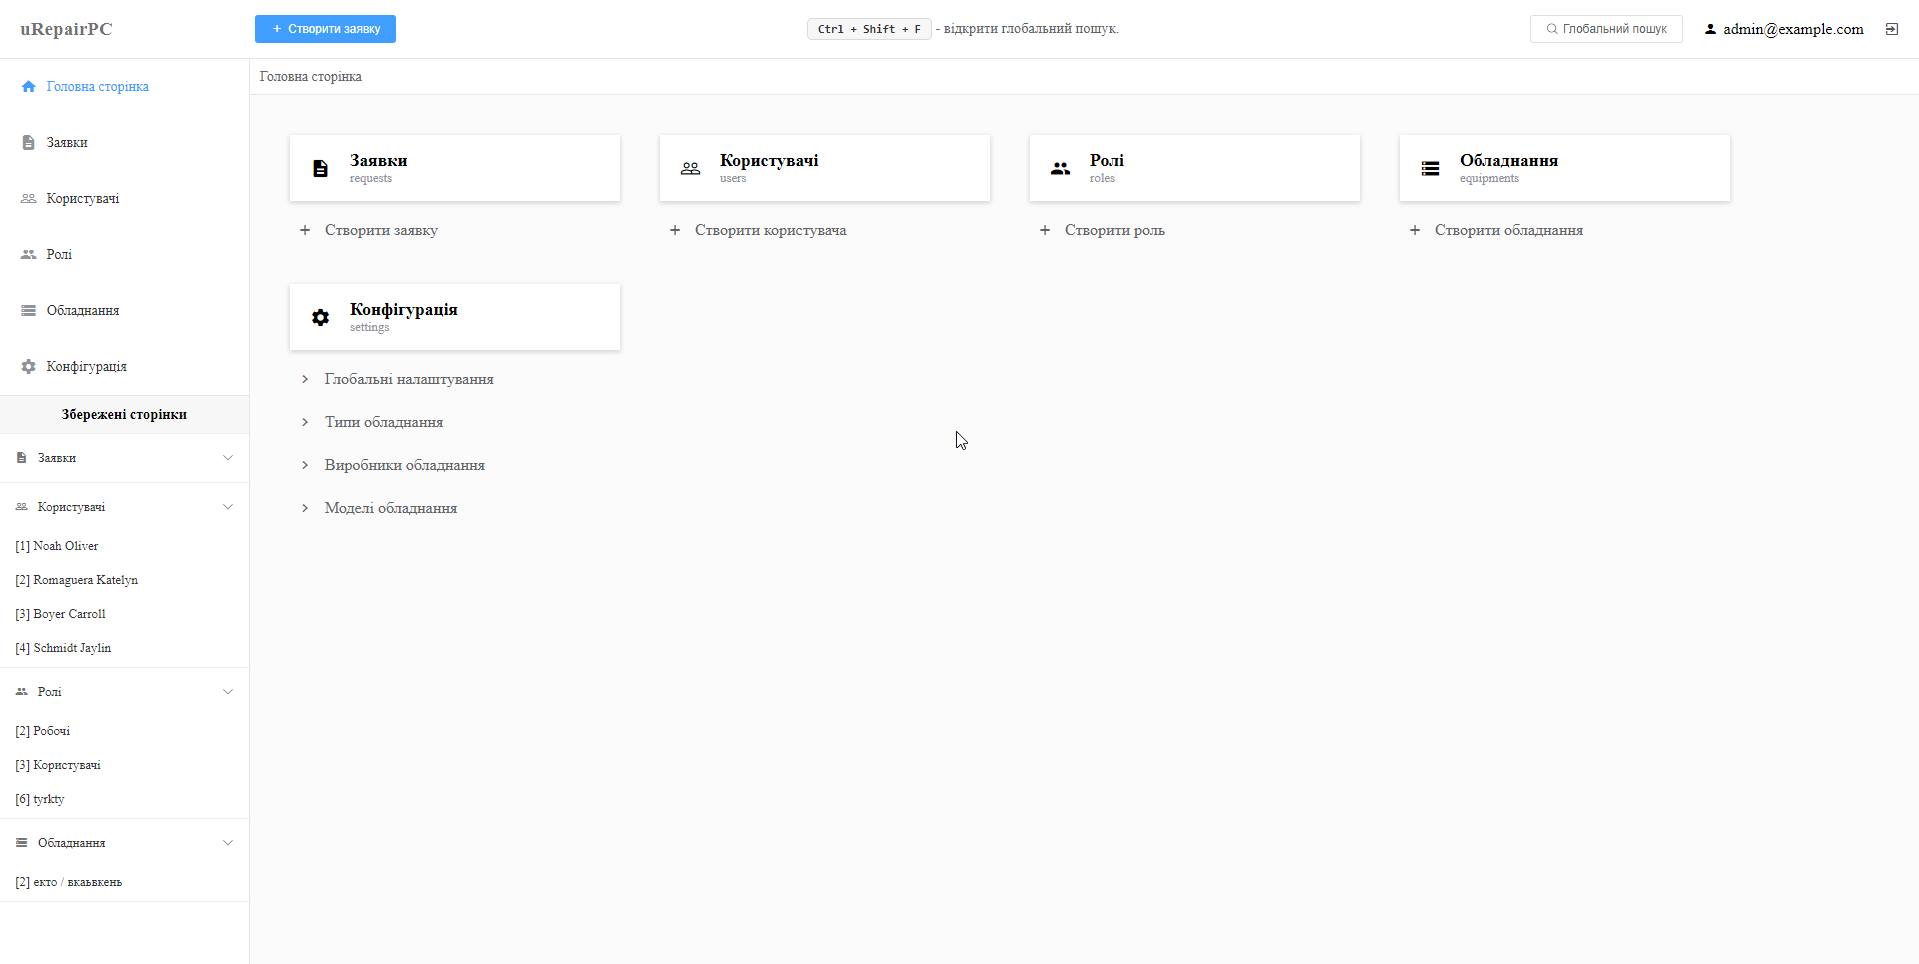 uRepairPC
+ Створити заявку
Ctrl + Shift + F - відкрити глобальний пошук.
Глобальний пошук
admin@example.com
Головна сторінка
Заявки
Користувачі
Ролі
Обладнання
Конфігурація
Збережені сторінки
Заявки
Користувачі
[1] Noah Oliver
[2] Romaguera Katelyn
[3] Boyer Carroll
[4] Schmidt Jaylin
Ролі
[2] Робочі
[3] Користувачі
[6] tyrkty
Обладнання
[2] екто / вкаьвкень
Головна сторінка
Заявки
requests
+ Створити заявку
Користувачі
users
+ Створити користувача
Ролі
roles
+ Створити роль
Обладнання
equipments
+ Створити обладнання
Конфігурація
settings
Глобальні налаштування
Типи обладнання
Виробники обладнання
Моделі обладнання